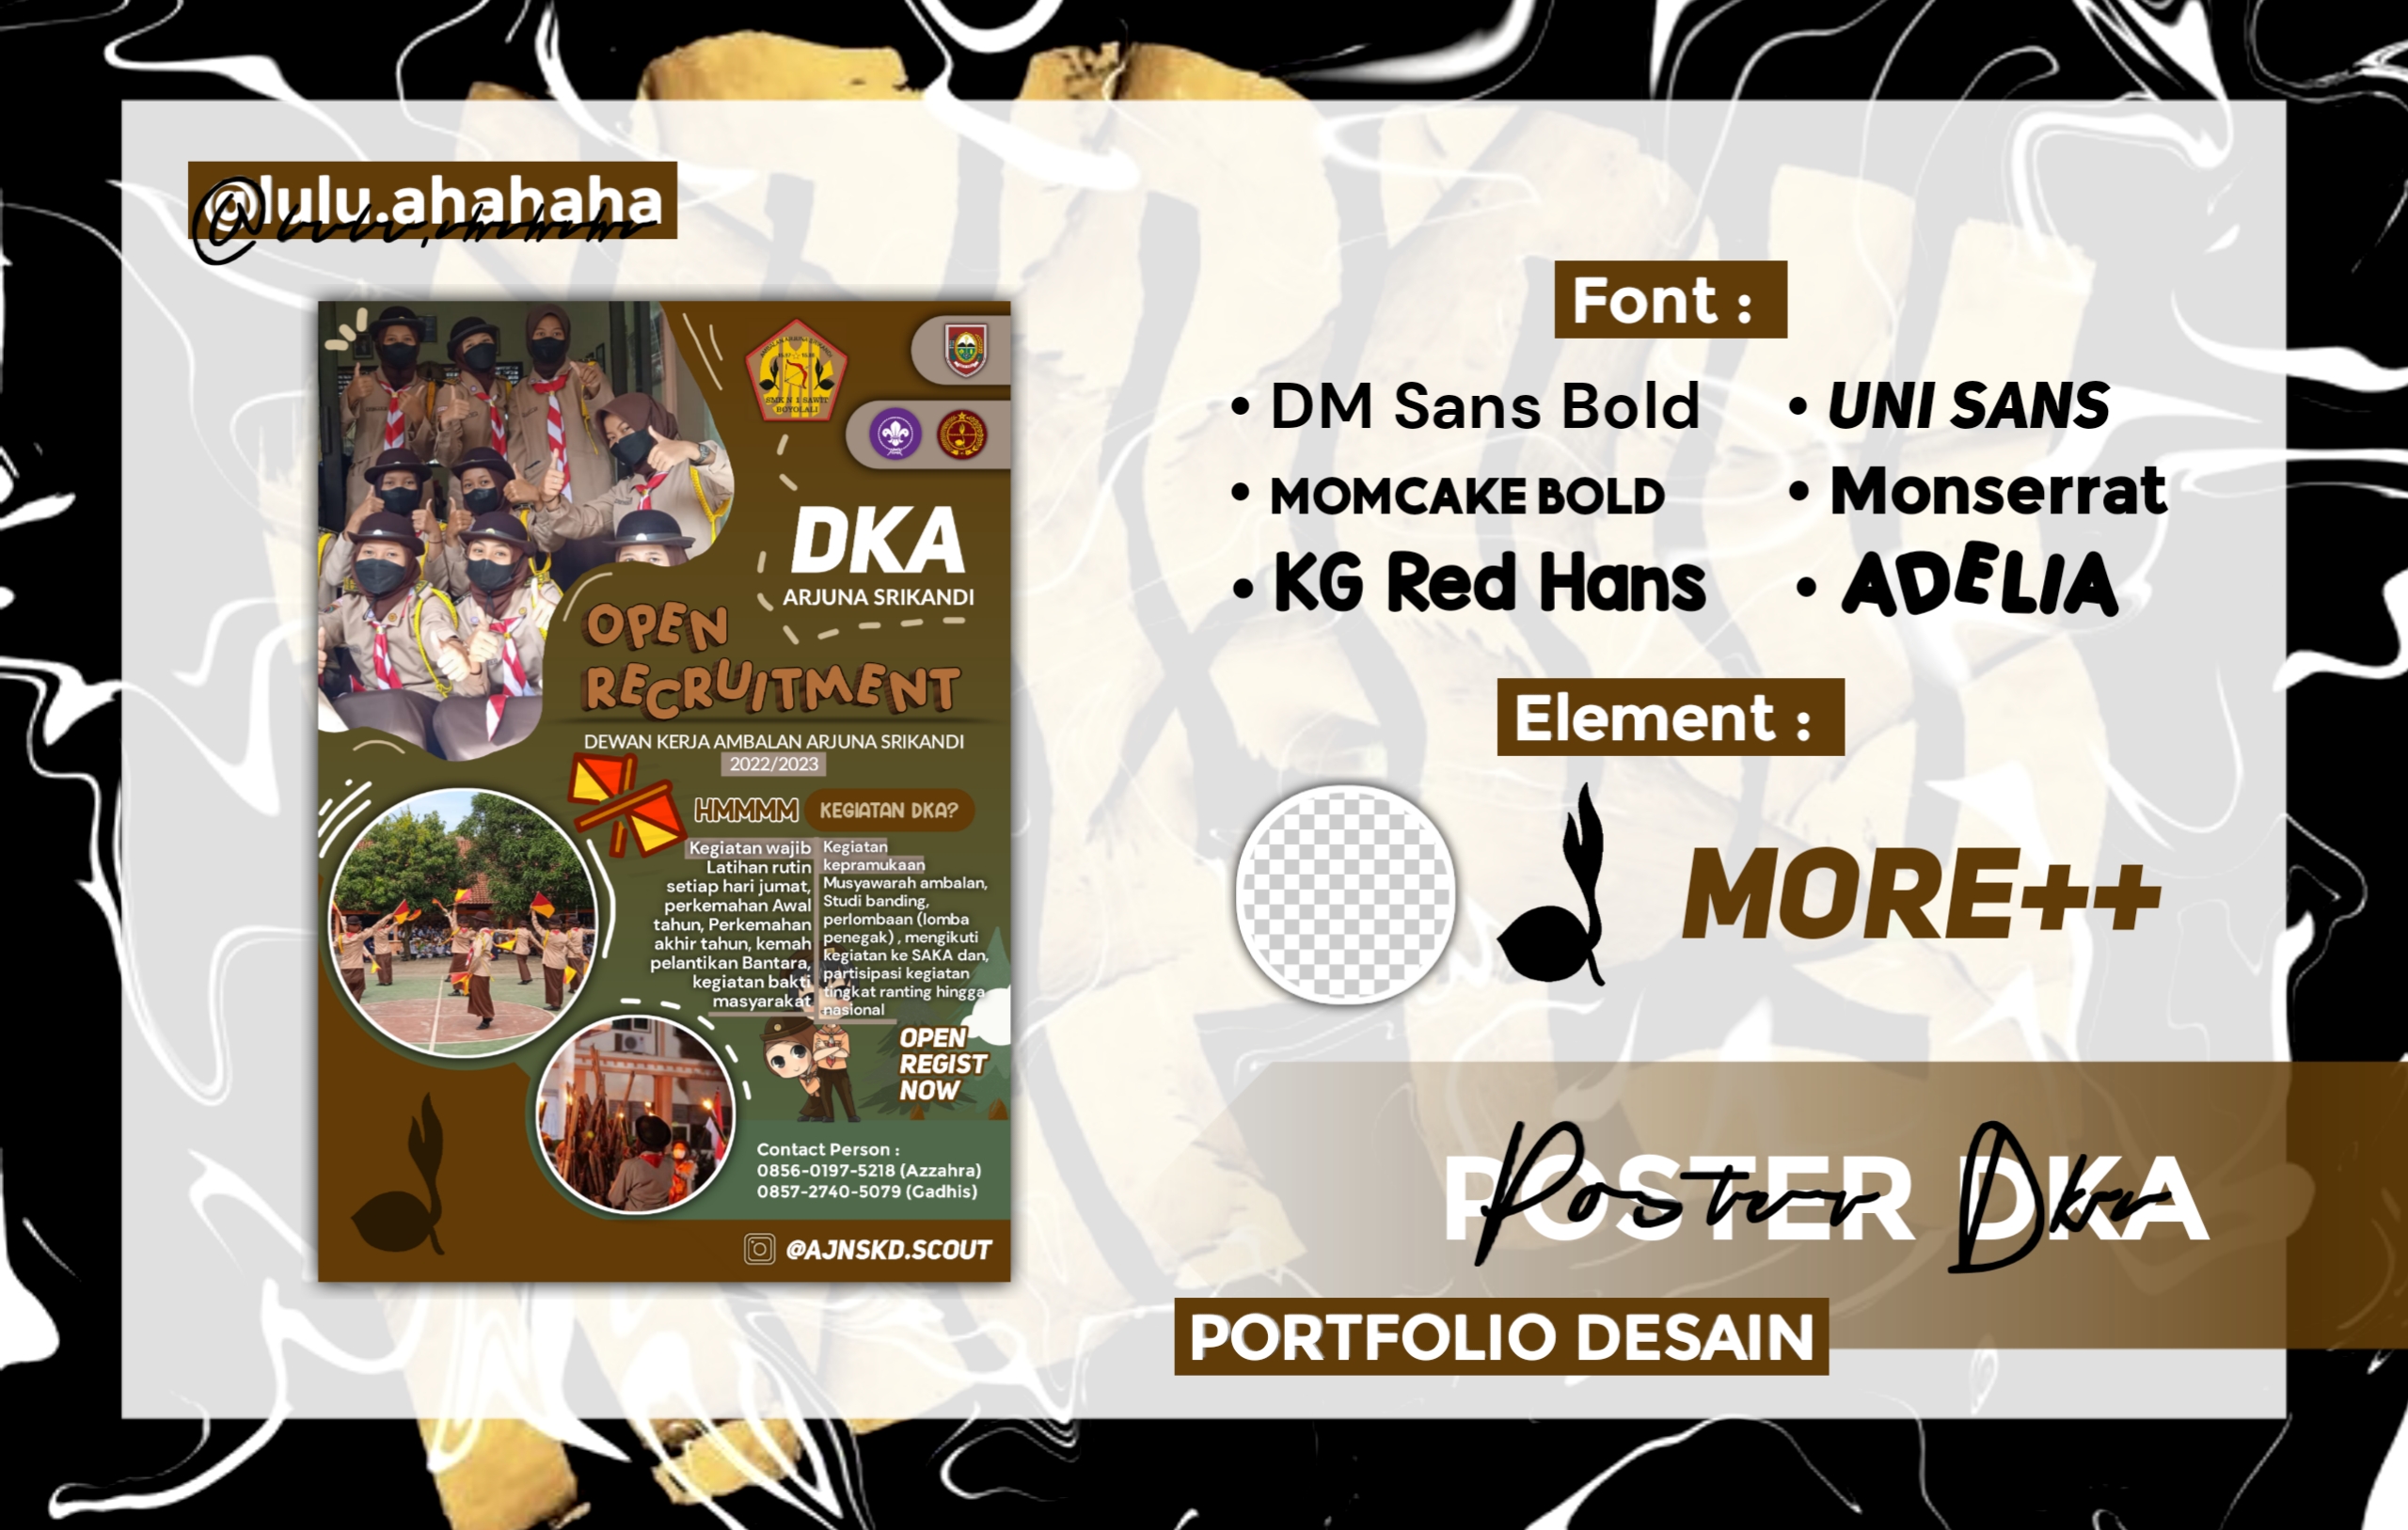 @lulu.ahahaha
@lulu.ahahaha
SMK N 1 SAWIT
BOYOLALI
DKA
ARJUNA SRIKANDI
OPEN
RECRUITMENT
DEWAN KERJA AMBALAN ARJUNA SRIKANDI
2022/2023
HMMMM KEGIATAN DKA?
Kegiatan wajib
Latihan rutin
setiap hari jumat,
perkemahan Awal
tahun, Perkemahan
akhir tahun, kemah
pelantikan Bantara,
kegiatan bakti
masyarakat
Kegiatan
kepramukaan
Musyawarah ambalan,
Studi banding,
perlombaan (lomba
penegak) , mengikuti
kegiatan ke SAKA dan,
partisipasi kegiatan
tingkat ranting hingga
nasional
OPEN
REGIST
NOW
Contact Person :
0856-0197-5218 (Azzahra)
0857-2740-5079 (Gadhis)
@AJNSKD.SCOUT
Font :
• DM Sans Bold
• MOMCAKE BOLD
• KG Red Hans
• UNI SANS
• Monserrat
• ADELIA
Element :
MORE++
POSTER DKA
Poster Dka
PORTFOLIO DESAIN